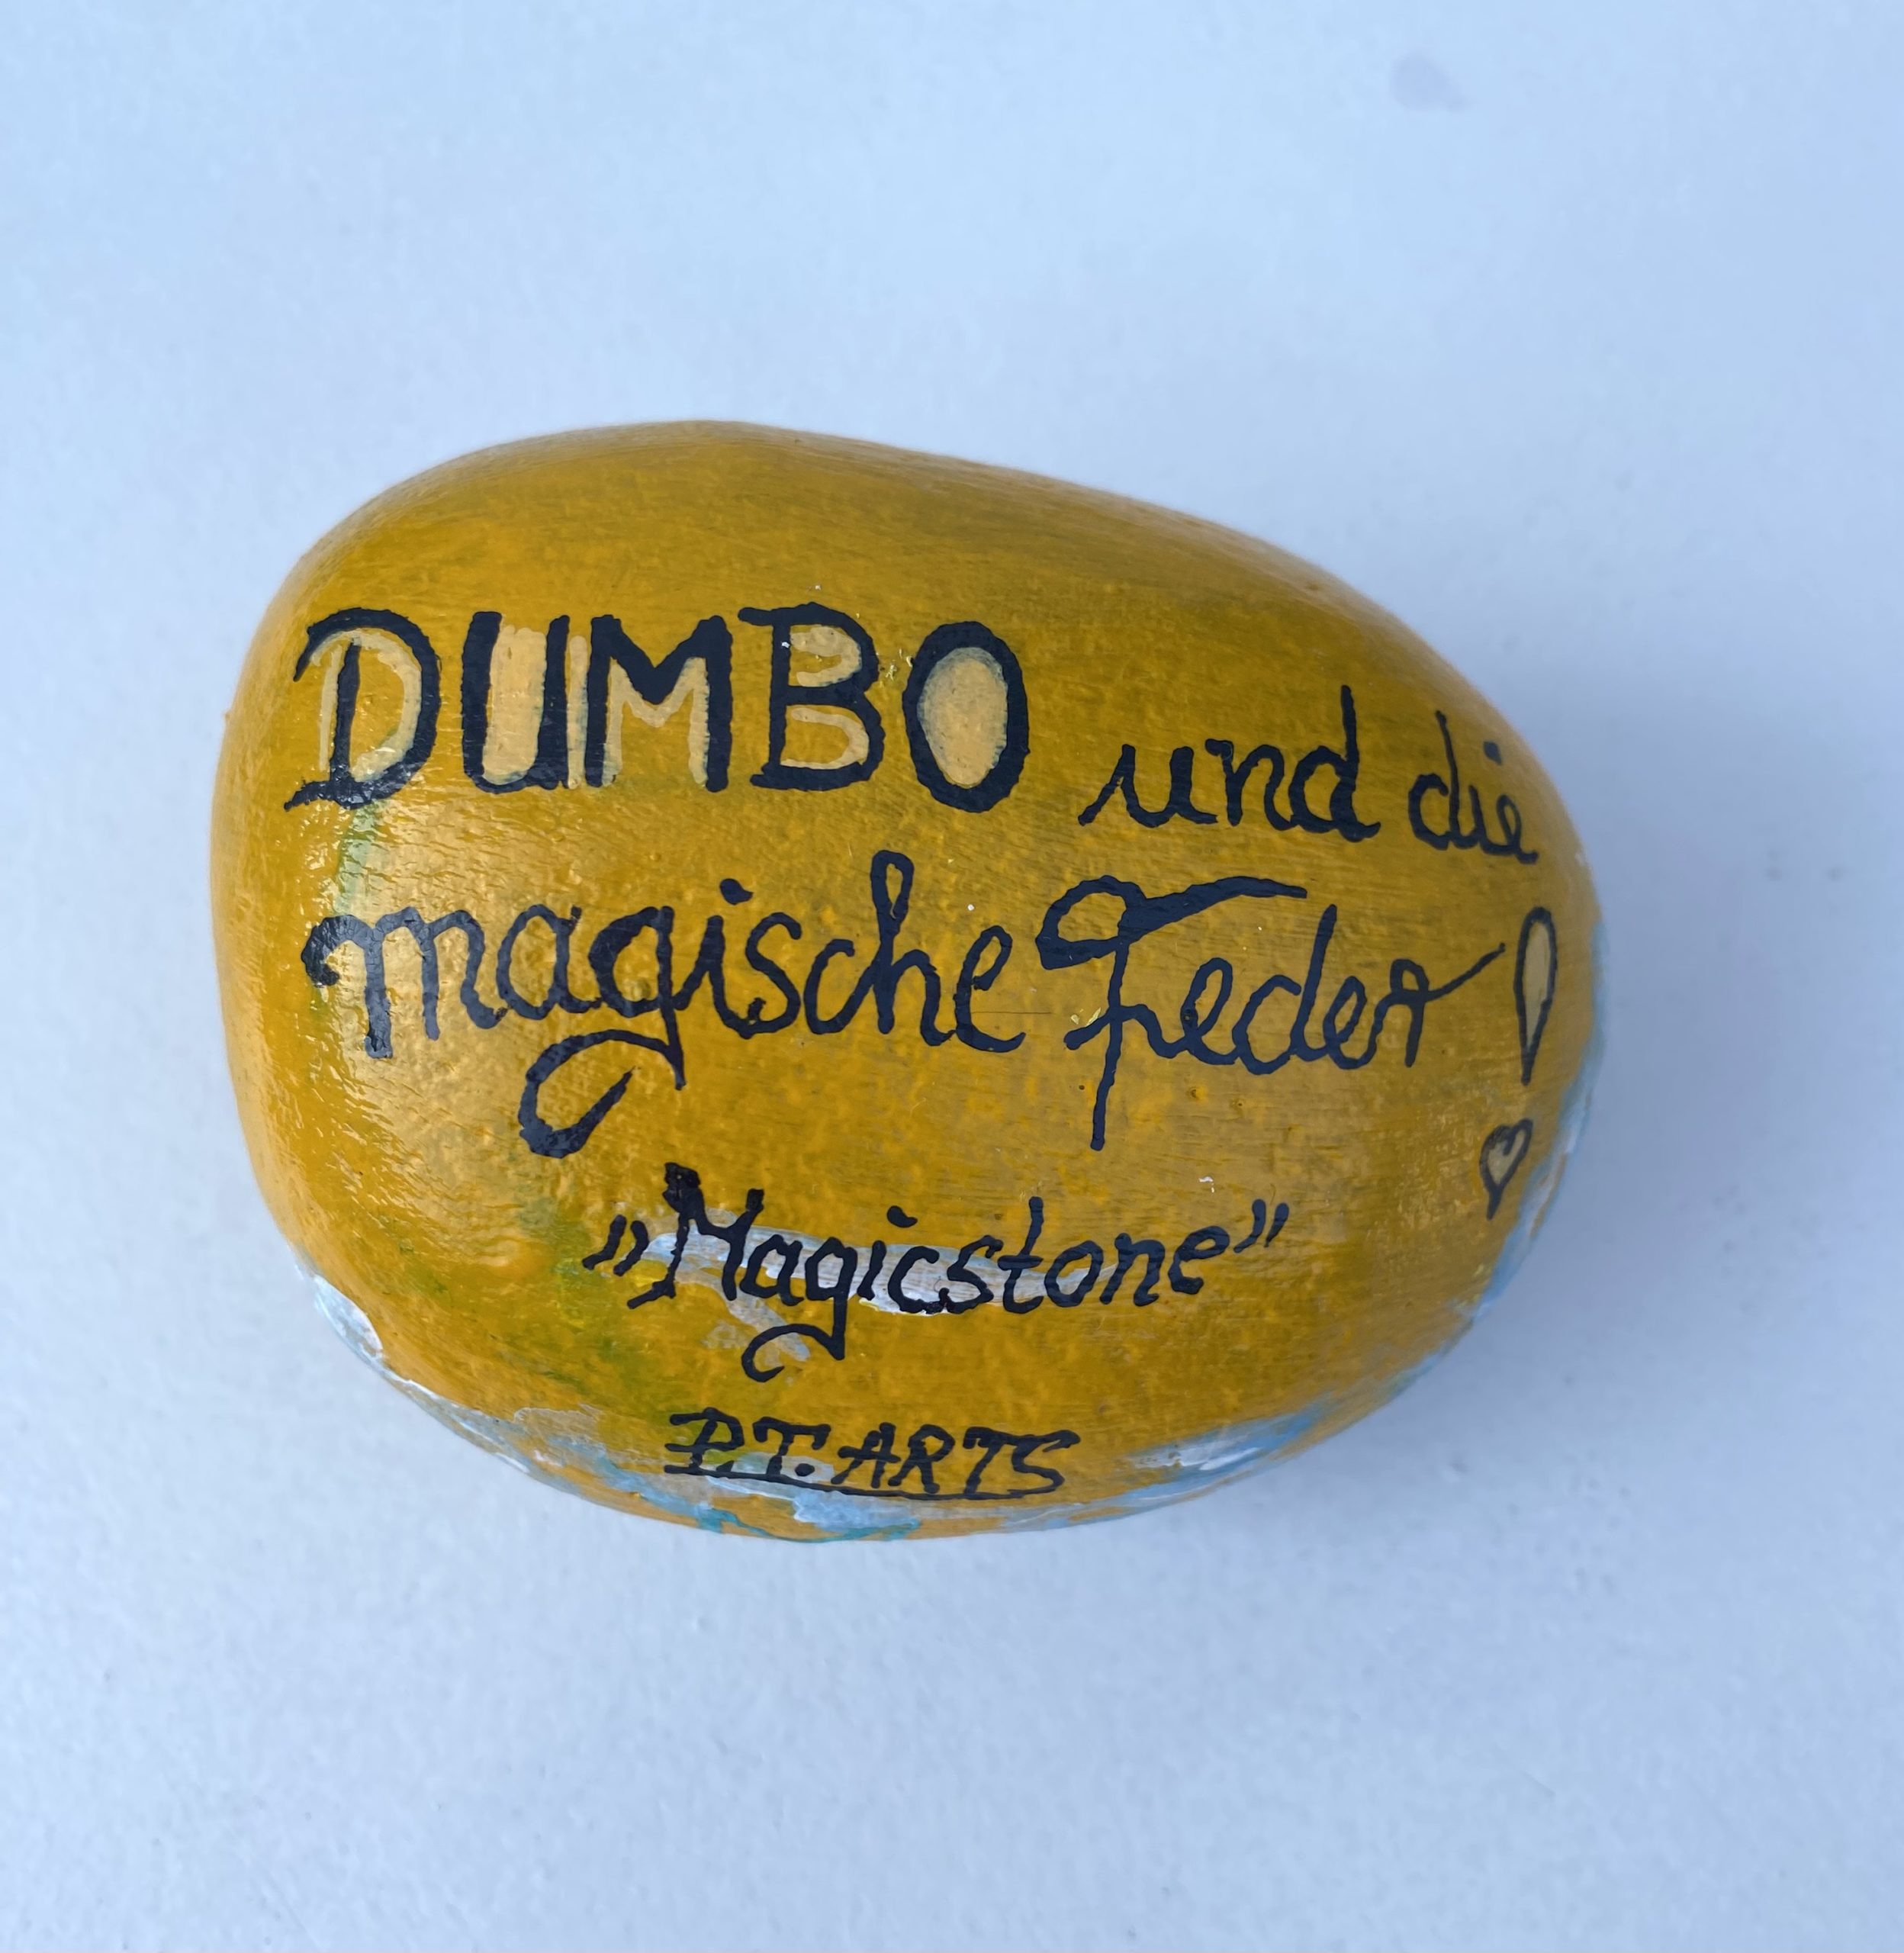 DUMBO und die
magische Feder!
„Magicstone”
P.T. ARTS